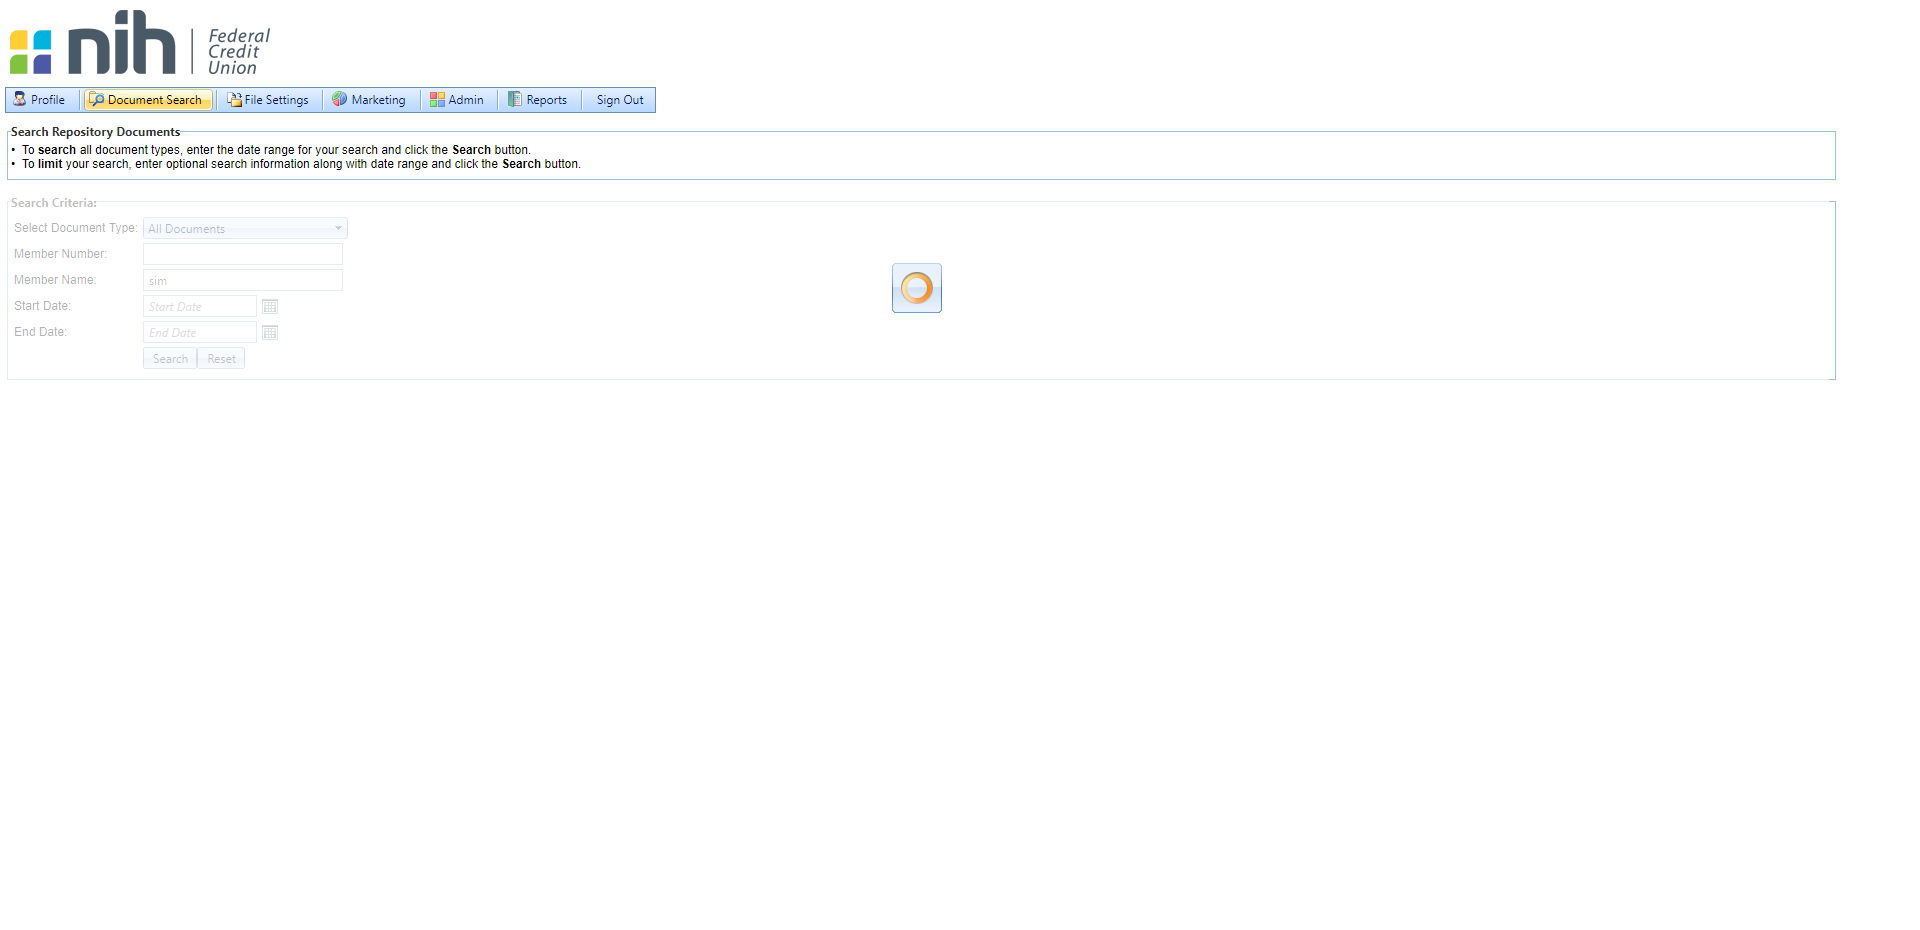 nih Federal
Credit
Union
Profile Document Search File Settings Marketing Admin Reports Sign Out
Search Repository Documents
• To search all document types, enter the date range for your search and click the Search button.
• To limit your search, enter optional search information along with date range and click the Search button.
Search Criteria:
Select Document Type: All Documents
Member Number:
Member Name: sim
Start Date: Start Date
End Date: End Date
Search Reset